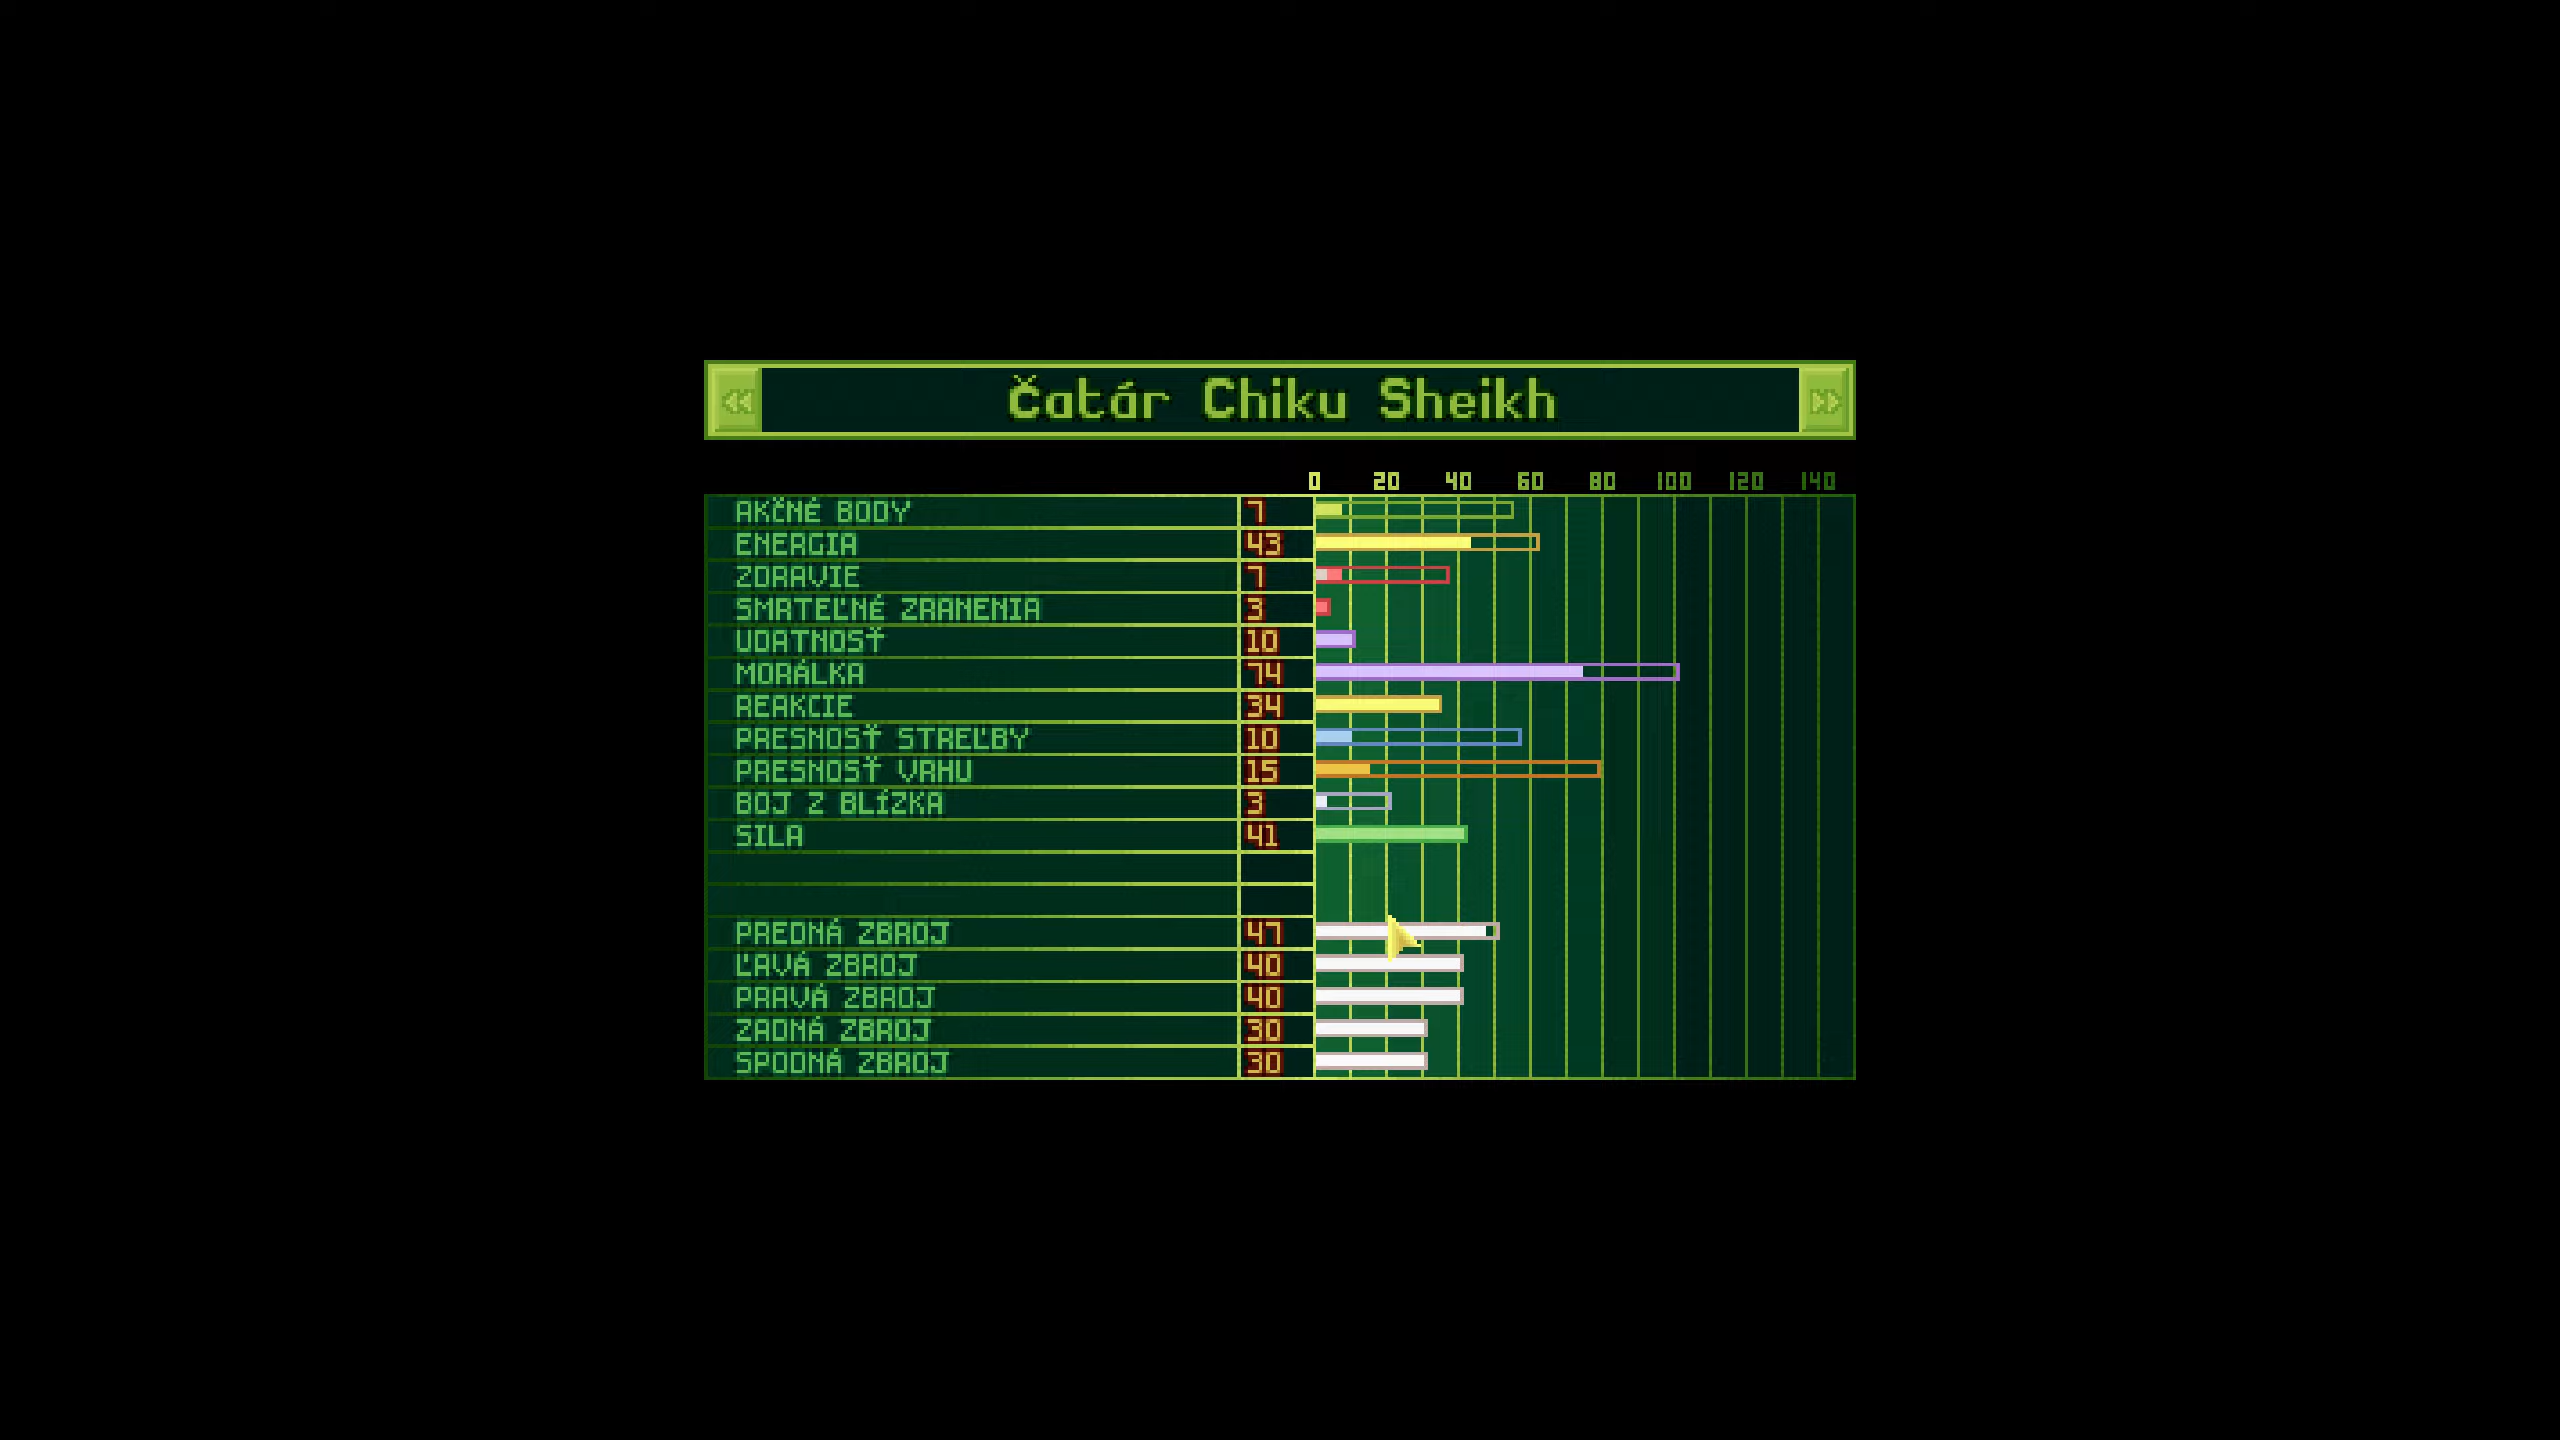 Čatár Chiku Sheikh
0 20 40 60 80 100 120 140
AKČNÉ BODY 7
ENERGIA 43
ZDRAVIE 7
SMRTEĽNÉ ZRANENIA 3
UDATNOSŤ 10
MORÁLKA 74
REAKCIE 34
PRESNOSŤ STREĽBY 10
PRESNOSŤ VRHU 15
BOJ Z BLÍZKA 3
SILA 41
PREDNÁ ZBROJ 47
ĽAVÁ ZBROJ 40
PRAVÁ ZBROJ 40
ZADNÁ ZBROJ 30
SPODNÁ ZBROJ 30